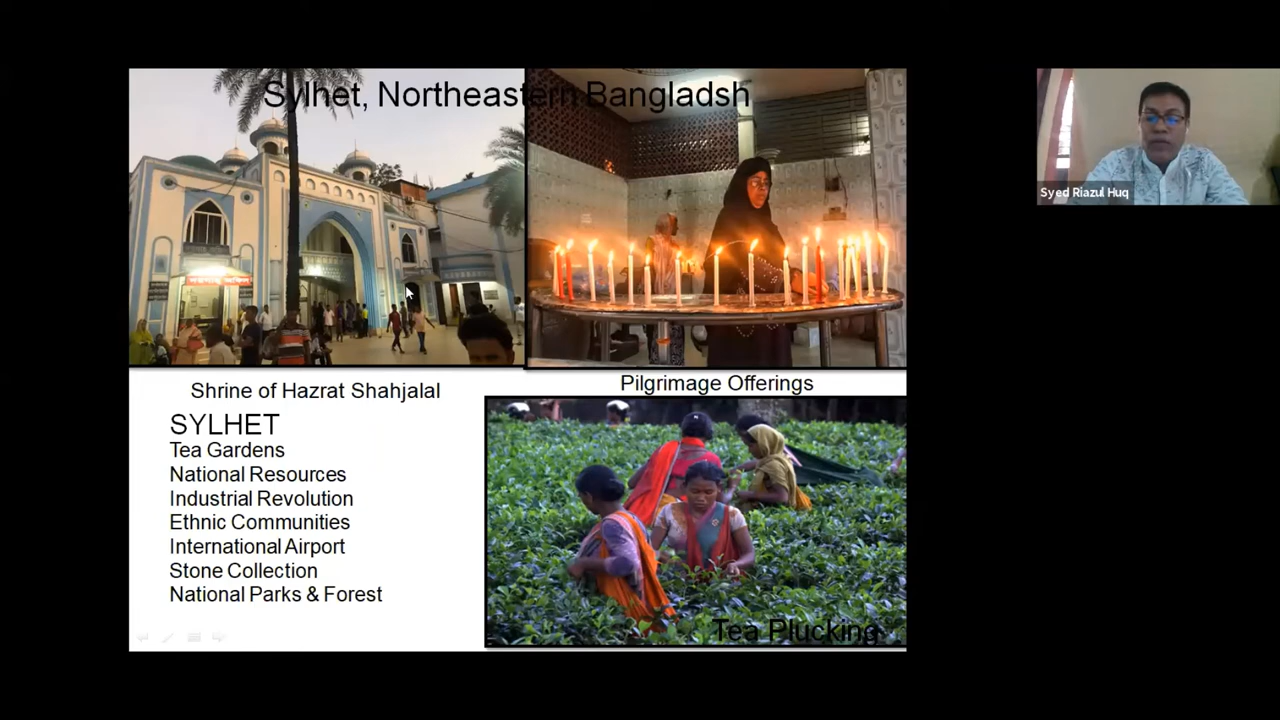 Sylhet, Northeastern Bangladsh
Syed Riazul Huq
Shrine of Hazrat Shahjalal
Pilgrimage Offerings
SYLHET
Tea Gardens
National Resources
Industrial Revolution
Ethnic Communities
International Airport
Stone Collection
National Parks & Forest
Tea Plucking